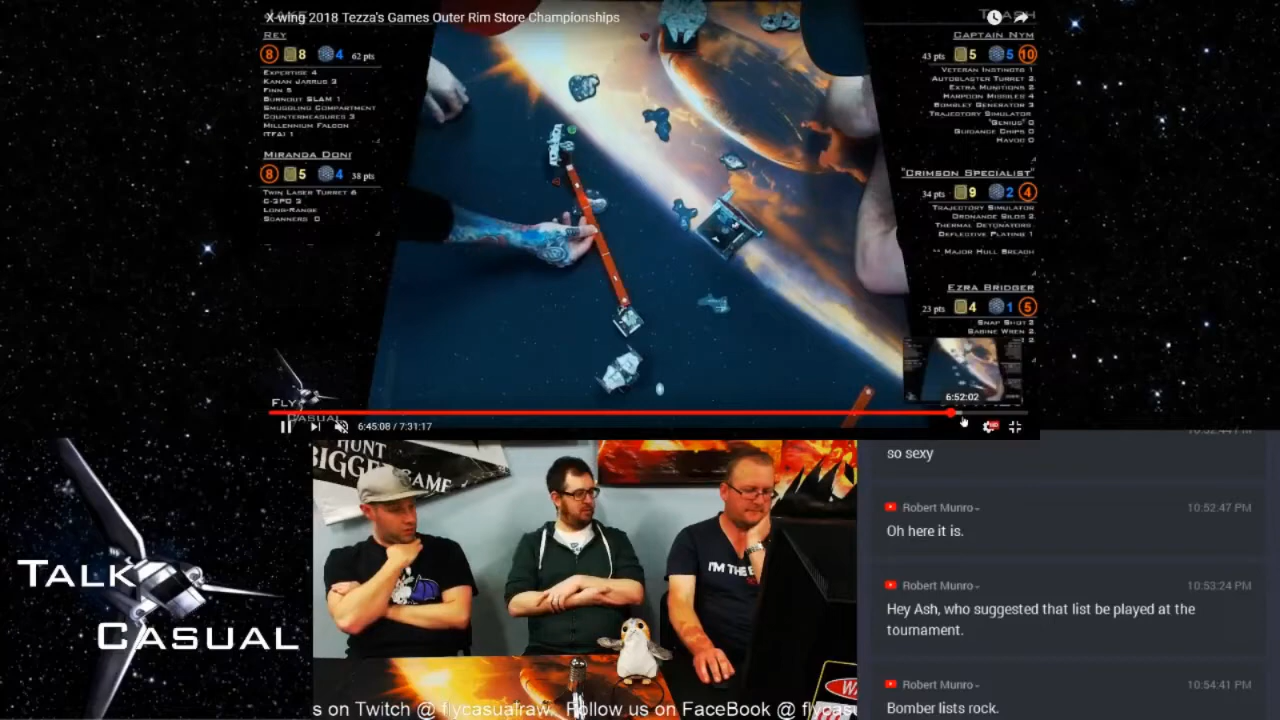 X-wing 2018 Tezza's Games Outer Rim Store Championships
REY
8 8 4 62 pts
EXPERTISE 4
KANAN JARRUS 3
FINN 5
BURNOUT SLAM 1
SMUGGLING COMPARTMENT
COUNTERMEASURES 3
MILLENNIUM FALCON
(TFA) 1
MIRANDA DONI
8 5 4 38 pts
TWIN LASER TURRET 6
C-3PO 3
LONG-RANGE
SCANNERS 0
CAPTAIN NYM
43 pts 5 5 10
VETERAN INSTINCTS 1
AUTOBLASTER TURRET 2
EXTRA MUNITIONS 2
HARPOON MISSILES 4
BOMBLET GENERATOR 3
TRAJECTORY SIMULATOR
"GENIUS" 0
GUIDANCE CHIPS 0
HAVOC 0
"CRIMSON SPECIALIST"
34 pts 9 2 4
TRAJECTORY SIMULATOR
ORDNANCE SILOS 2
THERMAL DETONATORS
DEFLECTIVE PLATING 1
** MAJOR HULL BREACH
EZRA BRIDGER
23 pts 4 1 5
SNAP SHOT 2
SABINE WREN 2
6:52:02
FLY
CASUAL
6:45:08 / 7:31:17
HD
TALK
CASUAL
HUNT
BIGGER
GAME
I'M THE B
s on Twitch @ flycasualraw. Follow us on FaceBook @ flycasu
so sexy
Robert Munro
10:52:47 PM
Oh here it is.
Robert Munro
10:53:24 PM
Hey Ash, who suggested that list be played at the
tournament.
Robert Munro
10:54:41 PM
Bomber lists rock.